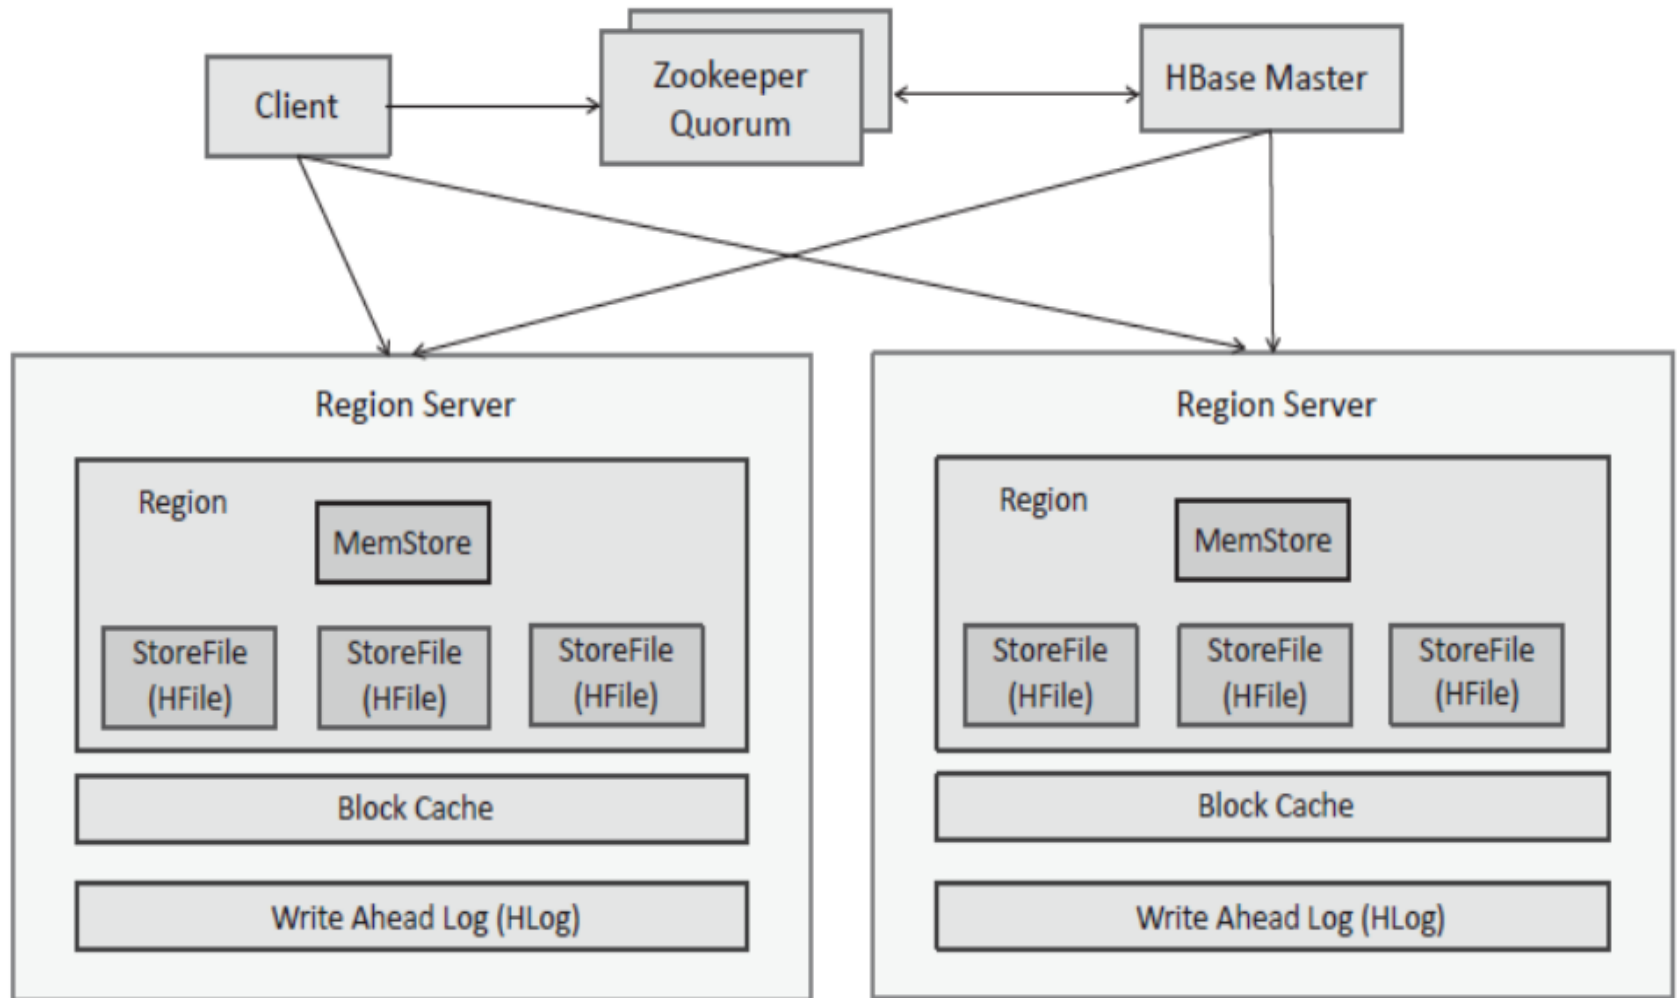 Client
Zookeeper
Quorum
HBase Master
Region Server
Region
MemStore
StoreFile
(HFile)
StoreFile
(HFile)
StoreFile
(HFile)
Block Cache
Write Ahead Log (HLog)
Region Server
Region
MemStore
StoreFile
(HFile)
StoreFile
(HFile)
StoreFile
(HFile)
Block Cache
Write Ahead Log (HLog)